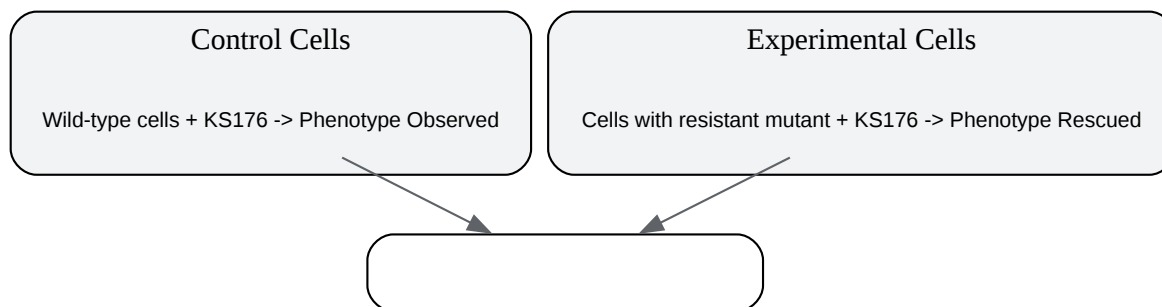 Control Cells
Experimental Cells
Wild-type cells + KS176 -> Phenotype Observed
Cells with resistant mutant + KS176 -> Phenotype Rescued